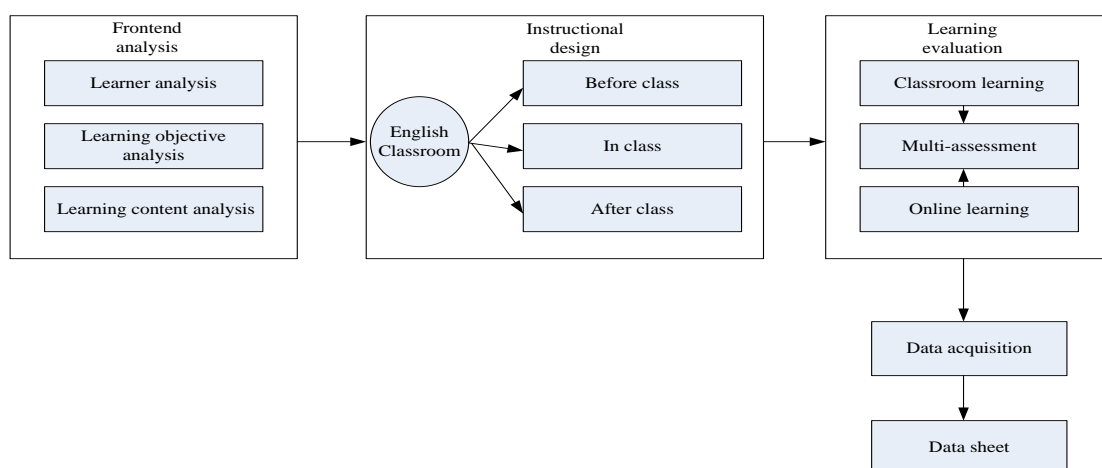 Frontend
analysis
Learner analysis
Learning objective
analysis
Learning content analysis
Instructional
design
English
Classroom
Before class
In class
After class
Learning
evaluation
Classroom learning
Multi-assessment
Online learning
Data acquisition
Data sheet